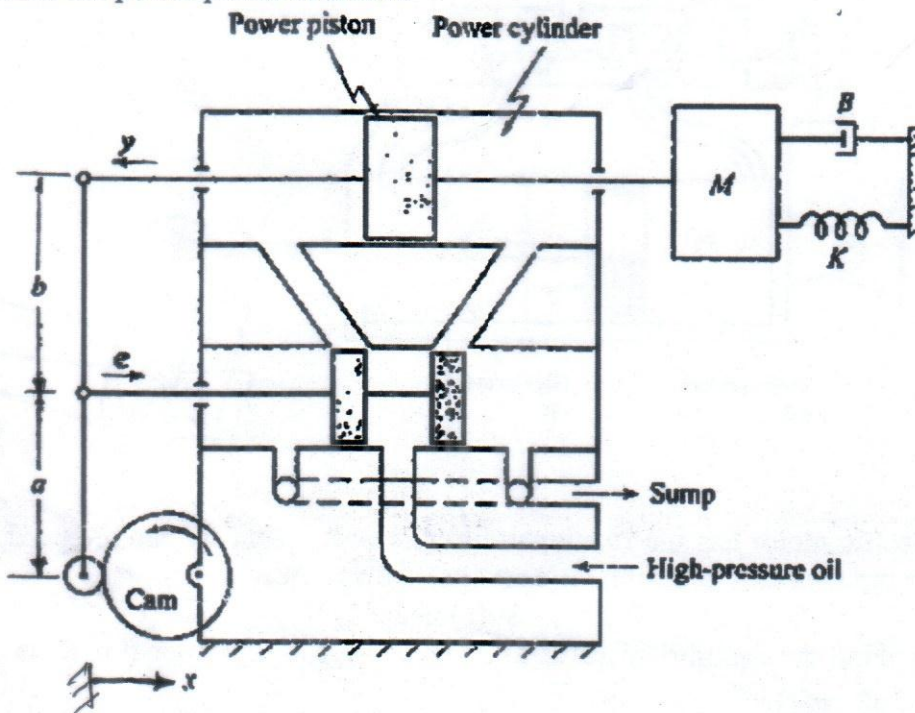 Power piston
Power cylinder
B
y
M
K
b
e
a
Sump
High-pressure oil
Cam
x